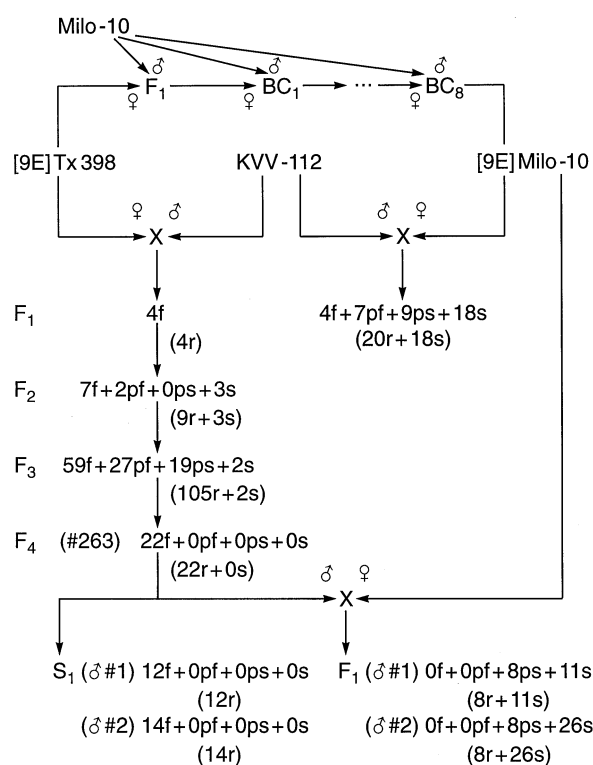 Milo-10
♂ ♂ ♂
F1 BC1 ··· BC8
♀ ♀ ♀
[9E]Tx398 KVV-112 [9E]Milo-10
♀ ♂ ♂ ♀
X X
F1 4f 4f+7pf+9ps+18s
(4r) (20r+18s)
F2 7f+2pf+0ps+3s
(9r+3s)
F3 59f+27pf+19ps+2s
(105r+2s)
F4 (#263) 22f+0pf+0ps+0s
(22r+0s)
♂ ♀
X
S1 (♂#1) 12f+0pf+0ps+0s F1 (♂#1) 0f+0pf+8ps+11s
(12r) (8r+11s)
(♂#2) 14f+0pf+0ps+0s (♂#2) 0f+0pf+8ps+26s
(14r) (8r+26s)